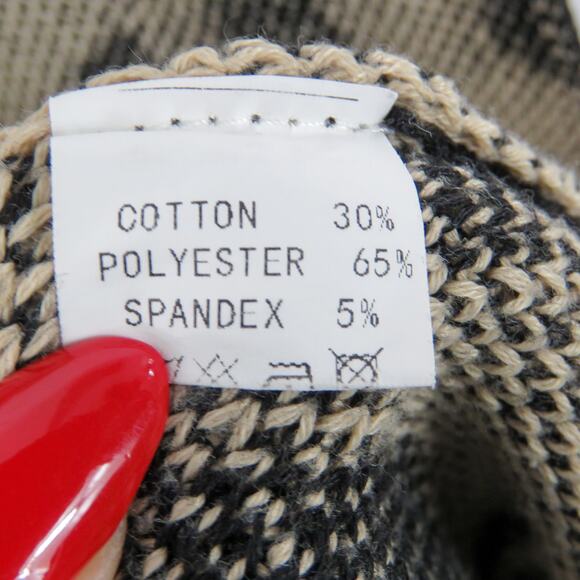 COTTON 30%
POLYESTER 65%
SPANDEX 5%